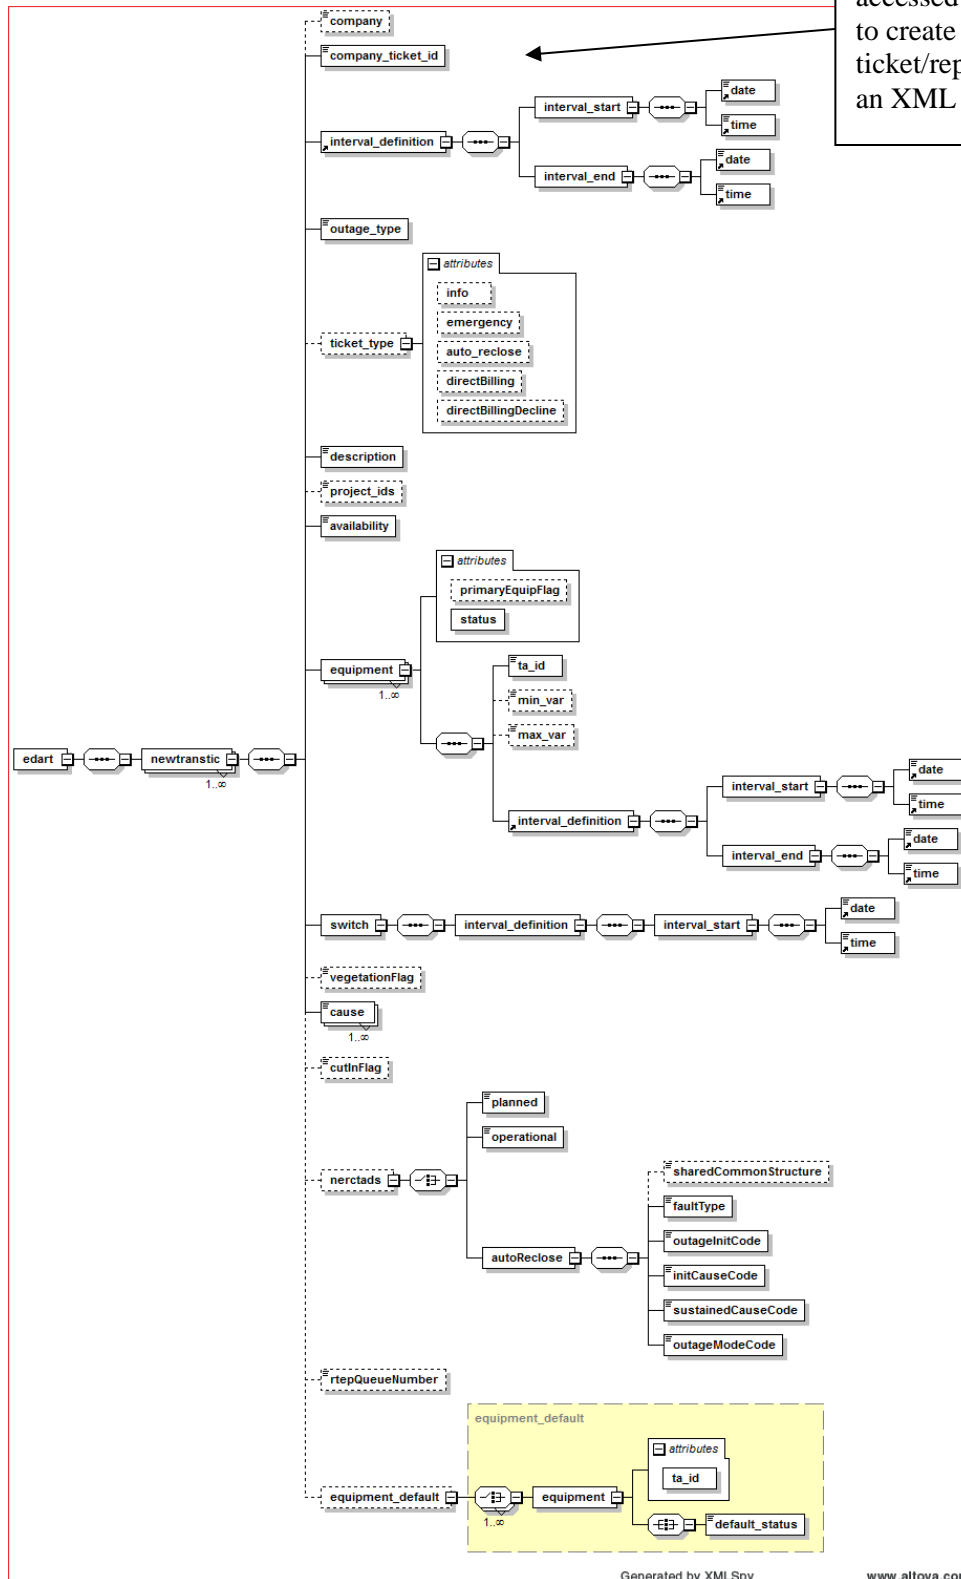 accessed
to create
ticket/rep
an XML
company
company_ticket_id
interval_definition
interval_start
date
time
interval_end
date
time
outage_type
ticket_type
attributes
info
emergency
auto_reclose
directBilling
directBillingDecline
description
project_ids
availability
equipment
1..∞
attributes
primaryEquipFlag
status
ta_id
min_var
max_var
interval_definition
interval_start
date
time
interval_end
date
time
edart
newtranstic
1..∞
switch
interval_definition
interval_start
date
time
vegetationFlag
cause
1..∞
cutInFlag
nerctads
planned
operational
autoReclose
sharedCommonStructure
faultType
outageInitCode
initCauseCode
sustainedCauseCode
outageModeCode
rtepQueueNumber
equipment_default
equipment_default
1..∞
equipment
attributes
ta_id
default_status
Generated by XMLSpy
www.altova.com